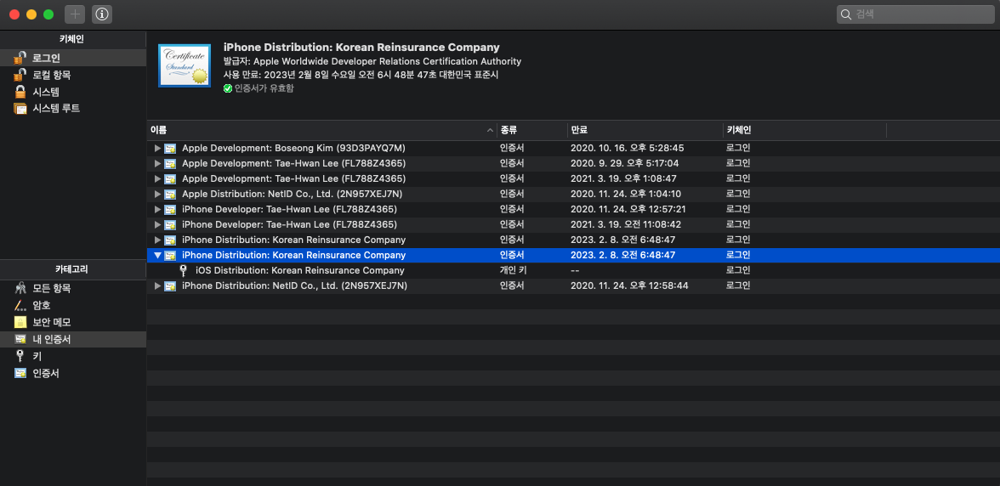 검색
키체인
로그인
로컬 항목
시스템
시스템 루트
카테고리
모든 항목
암호
보안 메모
내 인증서
키
인증서
Certificate
Standard
iPhone Distribution: Korean Reinsurance Company
발급자: Apple Worldwide Developer Relations Certification Authority
사용 만료: 2023년 2월 8일 수요일 오전 6시 48분 47초 대한민국 표준시
인증서가 유효함
이름 종류 만료 키체인
Apple Development: Boseong Kim (93D3PAYQ7M) 인증서 2020. 10. 16. 오후 5:28:45 로그인
Apple Development: Tae-Hwan Lee (FL788Z4365) 인증서 2020. 9. 29. 오후 5:17:04 로그인
Apple Development: Tae-Hwan Lee (FL788Z4365) 인증서 2021. 3. 19. 오후 1:08:47 로그인
Apple Distribution: NetID Co., Ltd. (2N957XEJ7N) 인증서 2020. 11. 24. 오후 1:04:10 로그인
iPhone Developer: Tae-Hwan Lee (FL788Z4365) 인증서 2020. 11. 24. 오후 12:57:21 로그인
iPhone Developer: Tae-Hwan Lee (FL788Z4365) 인증서 2021. 3. 19. 오전 11:08:42 로그인
iPhone Distribution: Korean Reinsurance Company 인증서 2023. 2. 8. 오전 6:48:47 로그인
iPhone Distribution: Korean Reinsurance Company 인증서 2023. 2. 8. 오전 6:48:47 로그인
iOS Distribution: Korean Reinsurance Company 개인 키 -- 로그인
iPhone Distribution: NetID Co., Ltd. (2N957XEJ7N) 인증서 2020. 11. 24. 오후 12:58:44 로그인